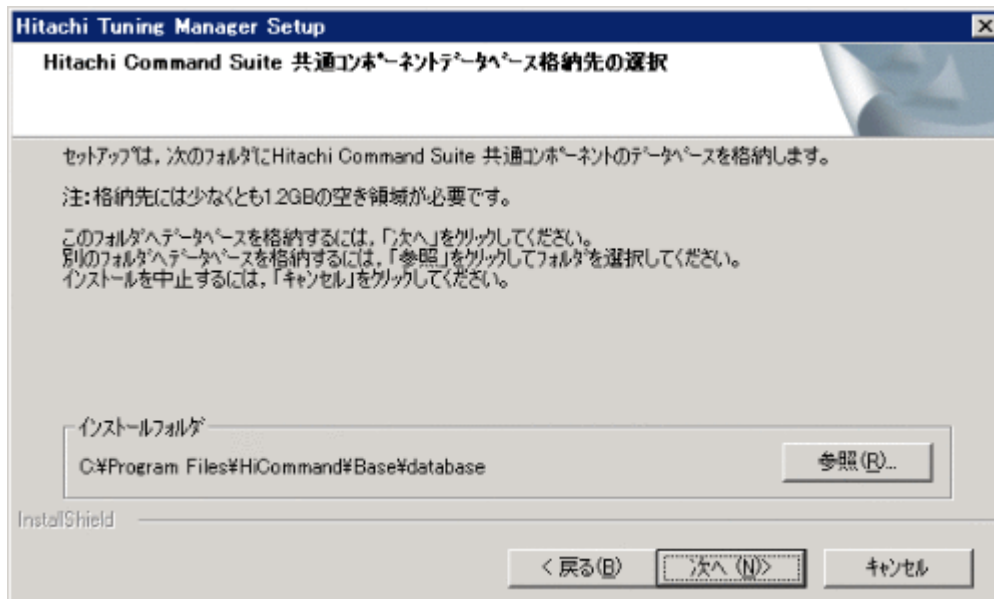 Hitachi Tuning Manager Setup
Hitachi Command Suite 共通コンポーネントデータベース格納先の選択
セットアップは，次のフォルダにHitachi Command Suite 共通コンポーネントのデータベースを格納します。
注：格納先には少なくとも1.2GBの空き領域が必要です。
このフォルダへデータベースを格納するには，「次へ」をクリックしてください。
別のフォルダへデータベースを格納するには，「参照」をクリックしてフォルダを選択してください。
インストールを中止するには，「キャンセル」をクリックしてください。
インストールフォルダ
C:¥Program Files¥HiCommand¥Base¥database
参照(R)...
InstallShield
< 戻る(B)
次へ (N)>
キャンセル